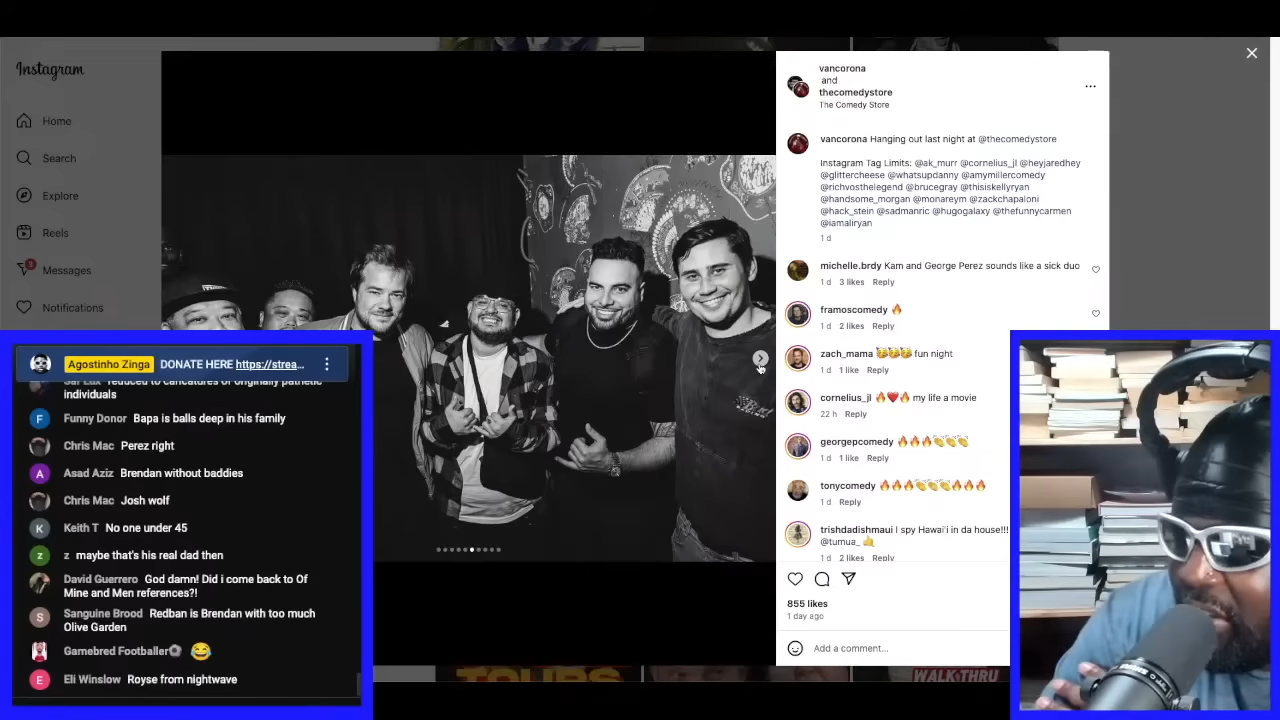 Instagram
Home
Search
Explore
Reels
3
Messages
Notifications
vancorona
and
thecomedystore
The Comedy Store
vancorona Hanging out last night at @thecomedystore
Instagram Tag Limits: @ak_murr @cornelius_jl @heyjaredhey
@glittercheese @whatsupdanny @amymillercomedy
@richvosthelegend @brucegray @thisiskellyryan
@handsome_morgan @monareym @zackchapaloni
@hack_stein @sadmanric @hugogalaxy @thefunnycarmen
@iamaliryan
1 d
michelle.brdy Kam and George Perez sounds like a sick duo
1 d 3 likes Reply
framoscomedy 🔥
1 d 2 likes Reply
zach_mama 🥳🥳🥳 fun night
1 d 1 like Reply
cornelius_jl 🔥❤️🔥 my life a movie
22 h Reply
georgepcomedy 🔥🔥🔥👏👏👏
1 d 1 like Reply
tonycomedy 🔥🔥🔥👏👏👏🔥🔥🔥
1 d Reply
trishdadishmaui I spy Hawai'i in da house!!!
@tumua_ 🤙
1 d 2 likes Reply
855 likes
1 day ago
Add a comment...
Agostinho Zinga DONATE HERE https://strea...
reduced to caricatures of originally pathetic
individuals
F Funny Donor Bapa is balls deep in his family
Chris Mac Perez right
A Asad Aziz Brendan without baddies
Chris Mac Josh wolf
K Keith T No one under 45
z z maybe that's his real dad then
David Guerrero God damn! Did i come back to Of
Mine and Men references?!
S Sanguine Brood Redban is Brendan with too much
Olive Garden
Gamebred Footballer⚽ 😂
E Eli Winslow Royse from nightwave
TOURS
WALK THRU